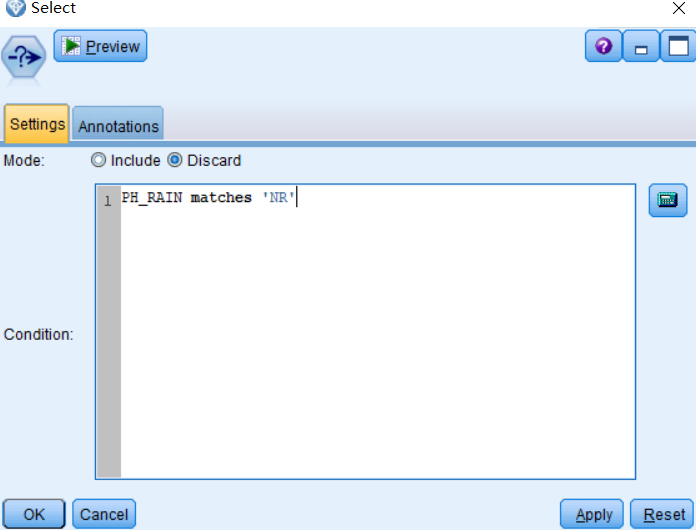 Select
Preview
Settings Annotations
Mode: Include Discard
1 PH_RAIN matches 'NR'
Condition:
OK Cancel Apply Reset